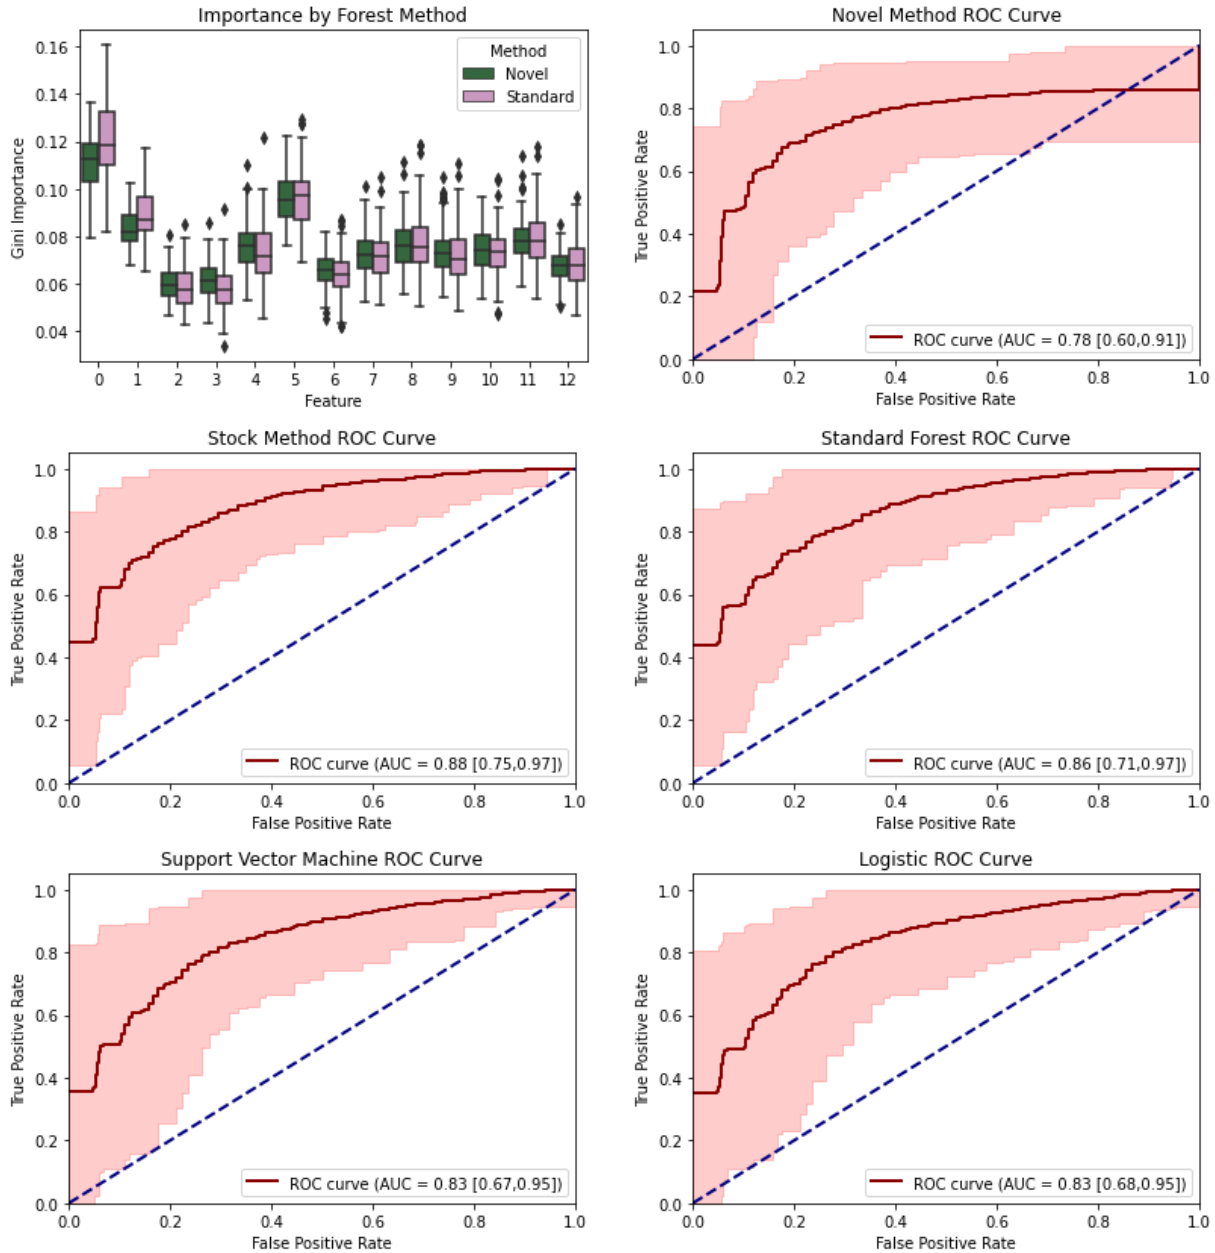 Importance by Forest Method
Gini Importance
0.16
0.14
0.12
0.10
0.08
0.06
0.04
Method
Novel
Standard
0 1 2 3 4 5 6 7 8 9 10 11 12
Feature
Novel Method ROC Curve
True Positive Rate
1.0
0.8
0.6
0.4
0.2
0.0
ROC curve (AUC = 0.78 [0.60,0.91])
0.0 0.2 0.4 0.6 0.8 1.0
False Positive Rate
Stock Method ROC Curve
True Positive Rate
1.0
0.8
0.6
0.4
0.2
0.0
ROC curve (AUC = 0.88 [0.75,0.97])
0.0 0.2 0.4 0.6 0.8 1.0
False Positive Rate
Standard Forest ROC Curve
True Positive Rate
1.0
0.8
0.6
0.4
0.2
0.0
ROC curve (AUC = 0.86 [0.71,0.97])
0.0 0.2 0.4 0.6 0.8 1.0
False Positive Rate
Support Vector Machine ROC Curve
True Positive Rate
1.0
0.8
0.6
0.4
0.2
0.0
ROC curve (AUC = 0.83 [0.67,0.95])
0.0 0.2 0.4 0.6 0.8 1.0
False Positive Rate
Logistic ROC Curve
True Positive Rate
1.0
0.8
0.6
0.4
0.2
0.0
ROC curve (AUC = 0.83 [0.68,0.95])
0.0 0.2 0.4 0.6 0.8 1.0
False Positive Rate